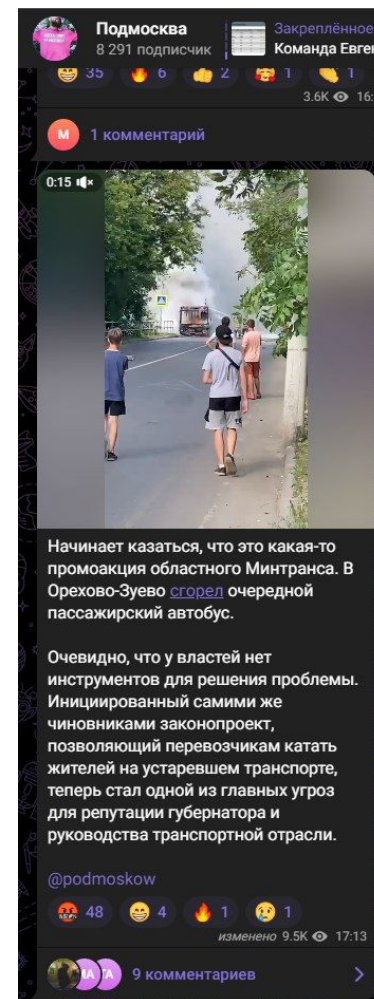 Подмосква
8 291 подписчик
Закреплённое
Команда Евге
35
6
2
1
1
3.6K 16:
М
1 комментарий
0:15
Начинает казаться, что это какая-то
промоакция областного Минтранса. В
Орехово-Зуево сгорел очередной
пассажирский автобус.
Очевидно, что у властей нет
инструментов для решения проблемы.
Инициированный самими же
чиновниками законопроект,
позволяющий перевозчикам катать
жителей на устаревшем транспорте,
теперь стал одной из главных угроз
для репутации губернатора и
руководства транспортной отрасли.
@podmoskow
48
4
1
1
изменено 9.5K 17:13
9 комментариев